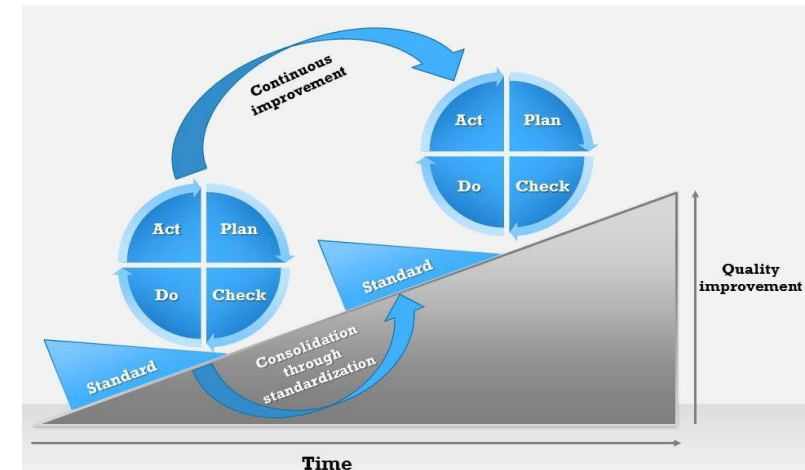 Continuous
improvement
Act
Plan
Do
Check
Act
Plan
Do
Check
Standard
Standard
Consolidation
through
standardization
Quality
improvement
Time